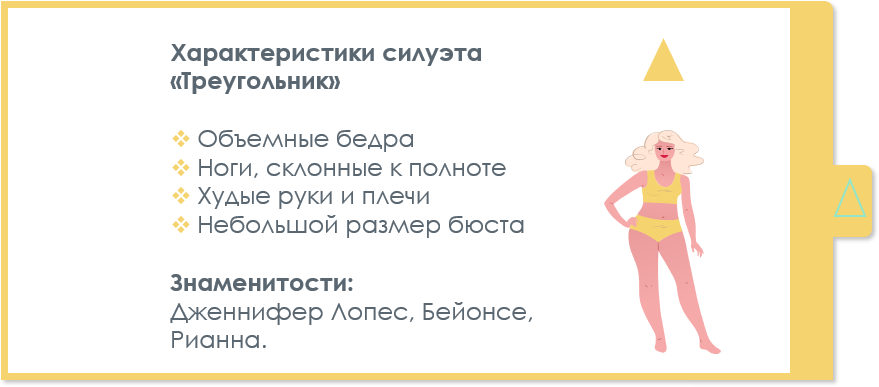 Характеристики силуэта
«Треугольник»
Объемные бедра
Ноги, склонные к полноте
Худые руки и плечи
Небольшой размер бюста
Знаменитости:
Дженнифер Лопес, Бейонсе,
Рианна.